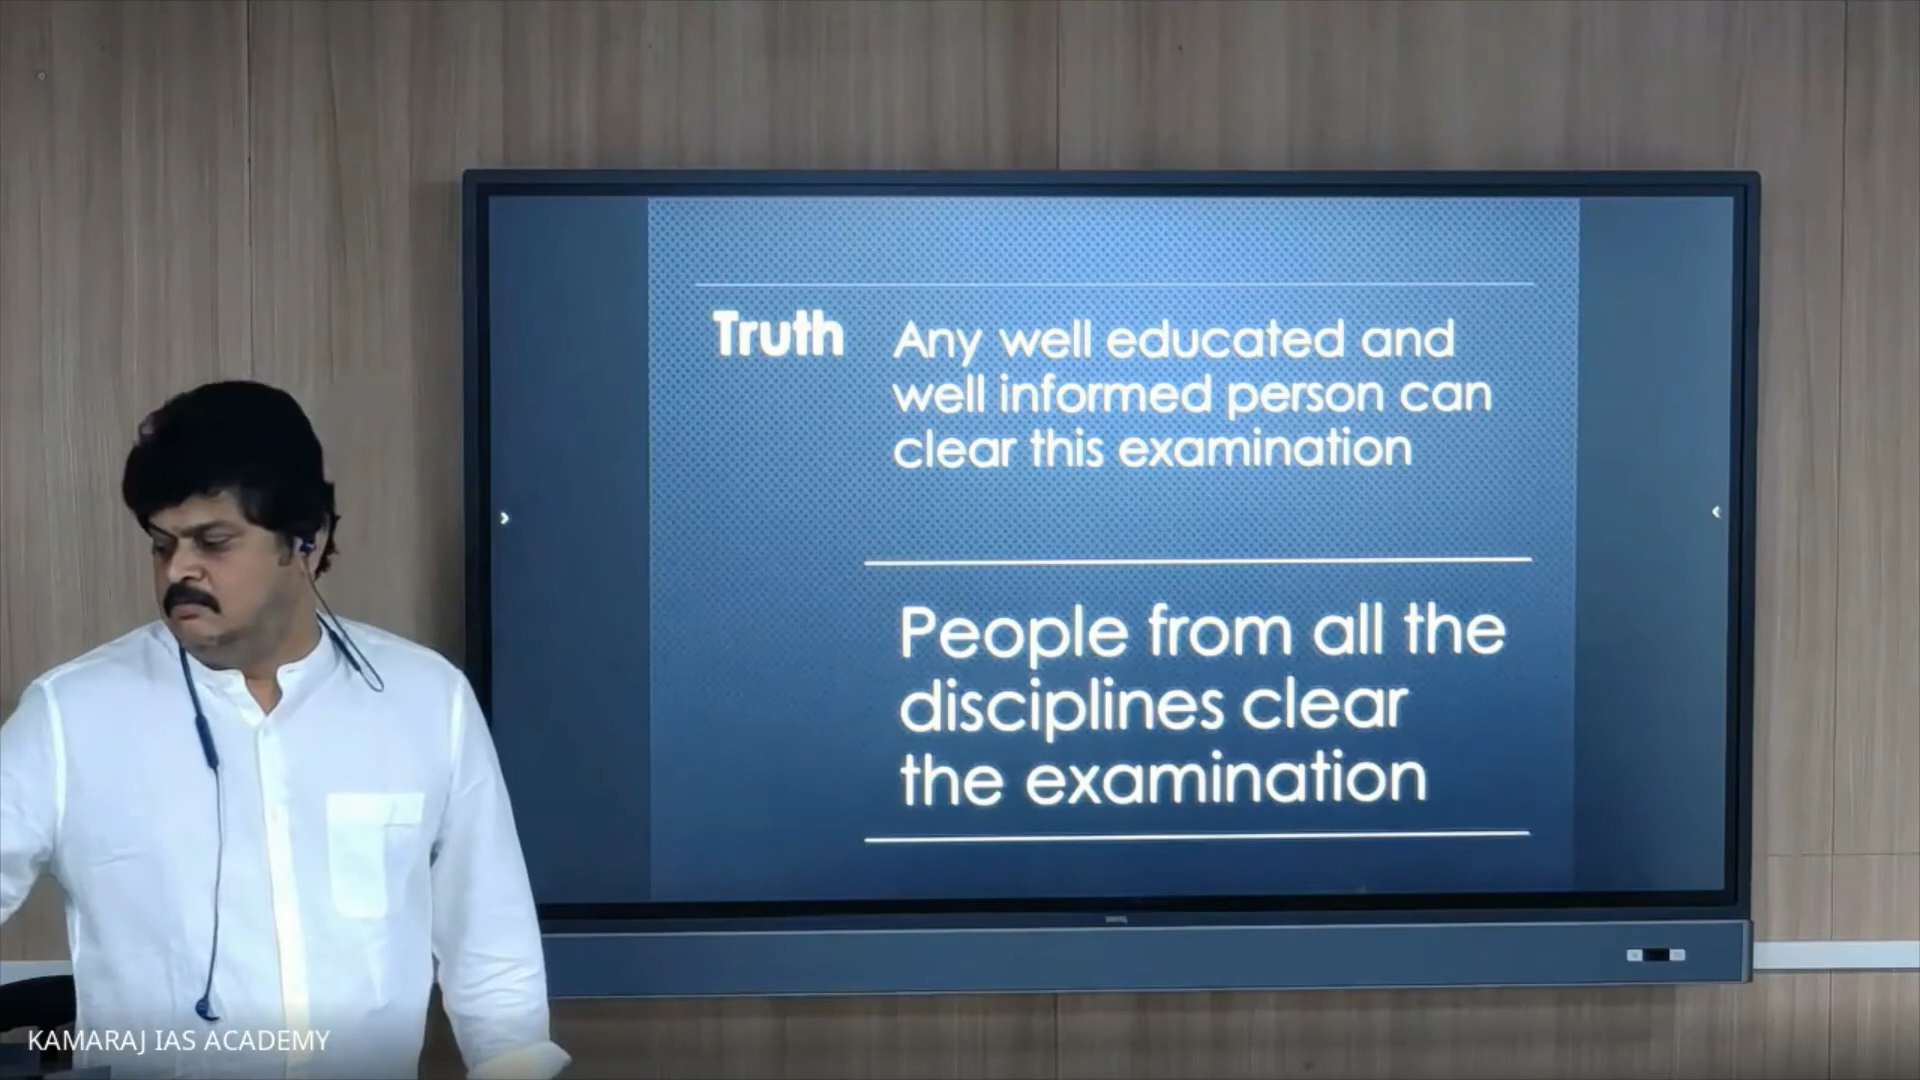 Truth
Any well educated and
well informed person can
clear this examination
People from all the
disciplines clear
the examination
KAMARAJ IAS ACADEMY